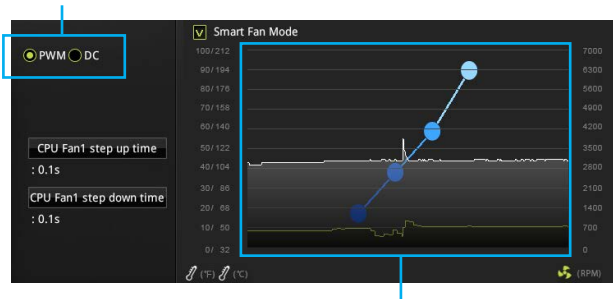 V Smart Fan Mode
PWM DC
100/212 7000
90/194 6300
80/176 5600
70/158 4900
60/140 4200
CPU Fan1 step up time
50/122 3500
: 0.1s
40/104 2800
CPU Fan1 step down time
30/ 86 2100
20/ 68 1400
: 0.1s
10/ 50 700
0/ 32 0
(°F) (°C) (RPM)